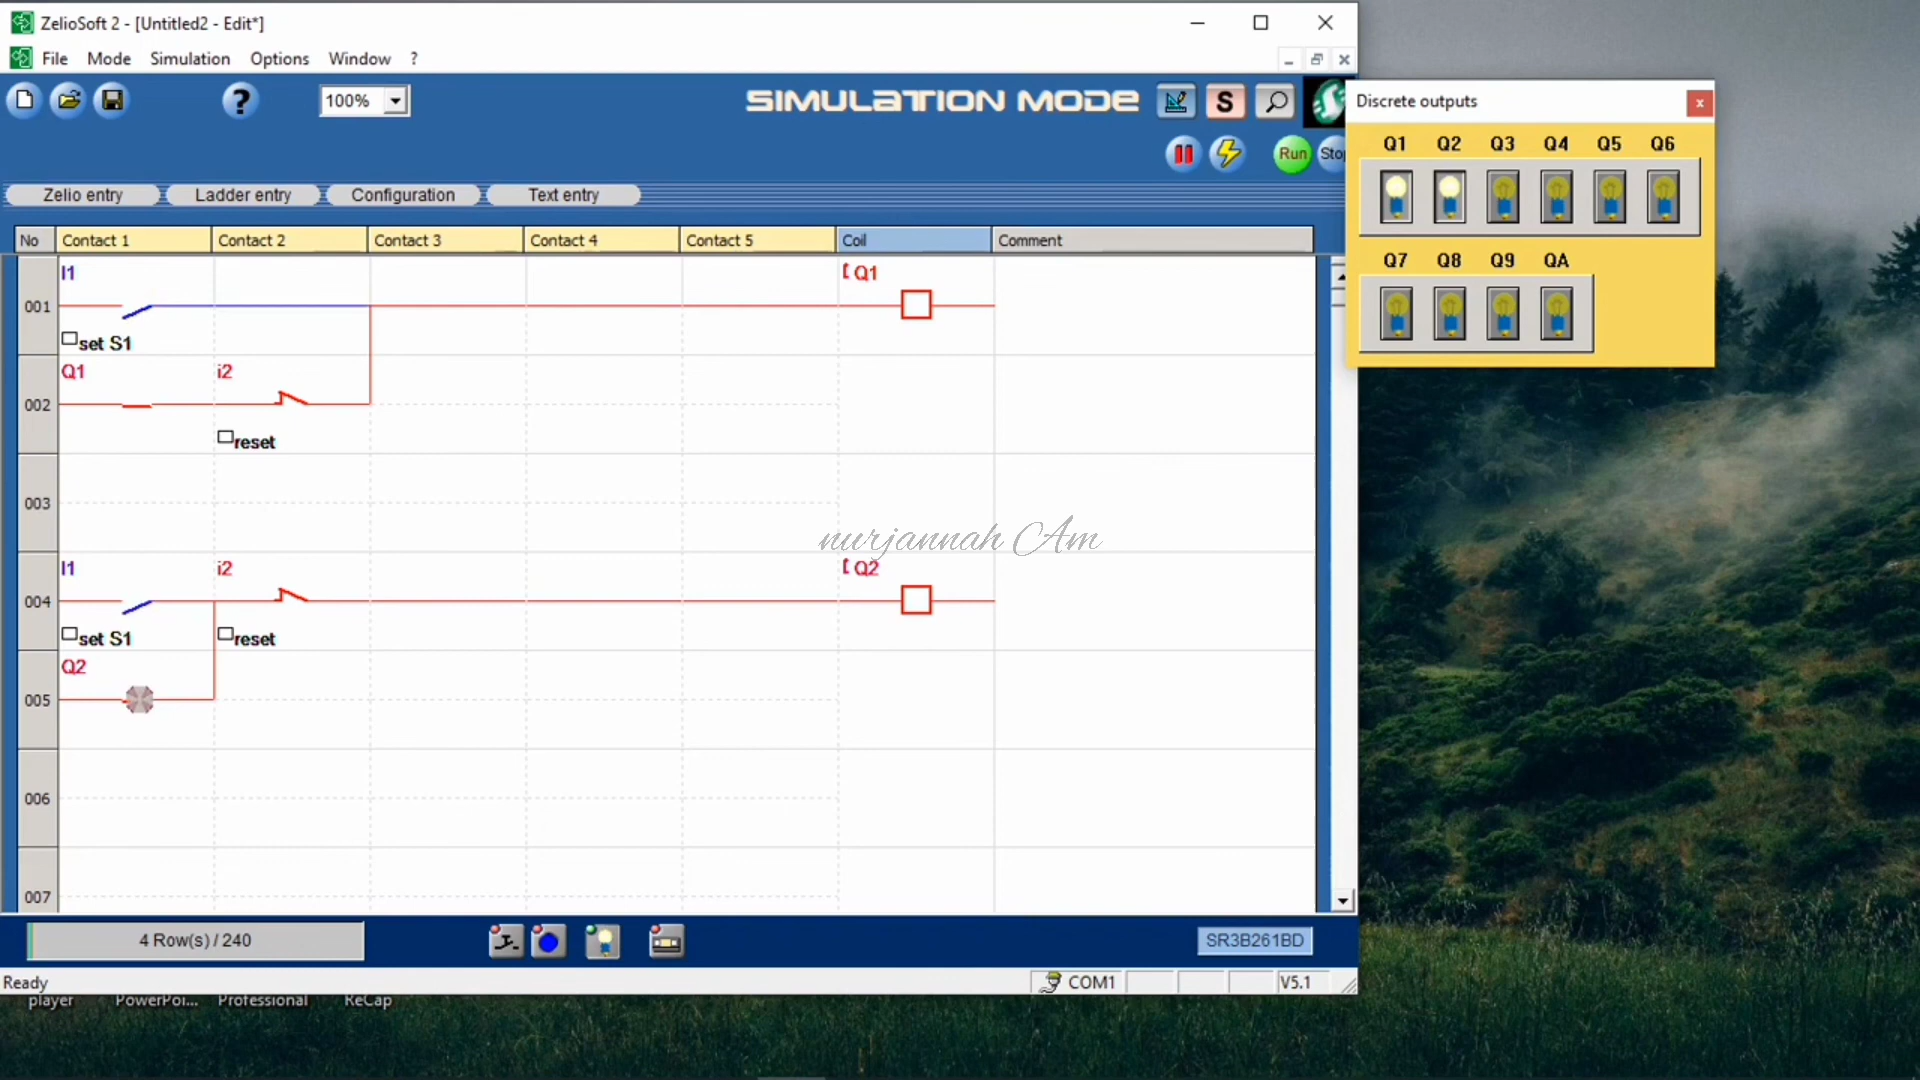 ZelioSoft 2 - [Untitled2 - Edit*]
File Mode Simulation Options Window ?
100% SIMULATION MODE S
Run Stop
Zelio entry Ladder entry Configuration Text entry
No Contact 1 Contact 2 Contact 3 Contact 4 Contact 5 Coil Comment
I1 [ Q1
001
set S1
Q1 i2
002
reset
003
nurjannah Am
I1 i2 [ Q2
004
set S1 reset
Q2
005
006
007
4 Row(s) / 240 SR3B261BD
Ready COM1 V5.1
player PowerPoi... Professional ReCap
Discrete outputs
Q1 Q2 Q3 Q4 Q5 Q6
Q7 Q8 Q9 QA